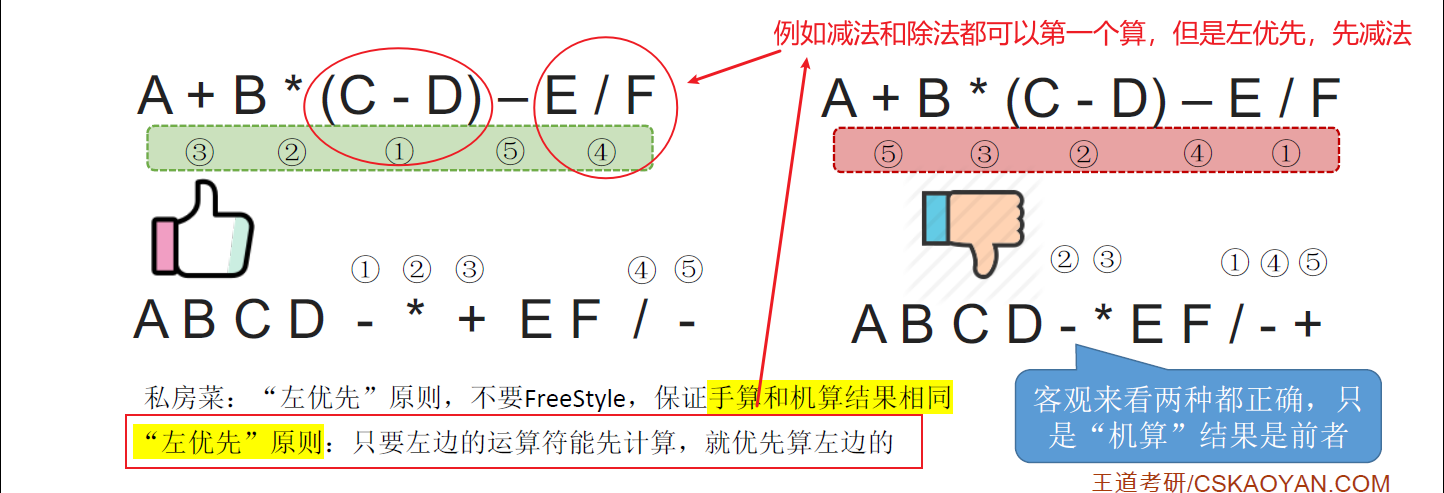 例如减法和除法都可以第一个算，但是左优先，先减法
A + B * (C - D) – E / F
③ ② ① ⑤ ④
① ② ③ ④ ⑤
A B C D - * + E F / -
A + B * (C - D) – E / F
⑤ ③ ② ④ ①
② ③ ① ④ ⑤
A B C D - * E F / - +
私房菜：“左优先”原则，不要FreeStyle，保证手算和机算结果相同
“左优先”原则：只要左边的运算符能先计算，就优先算左边的
客观来看两种都正确，只
是“机算”结果是前者
王道考研/CSKAOYAN.COM